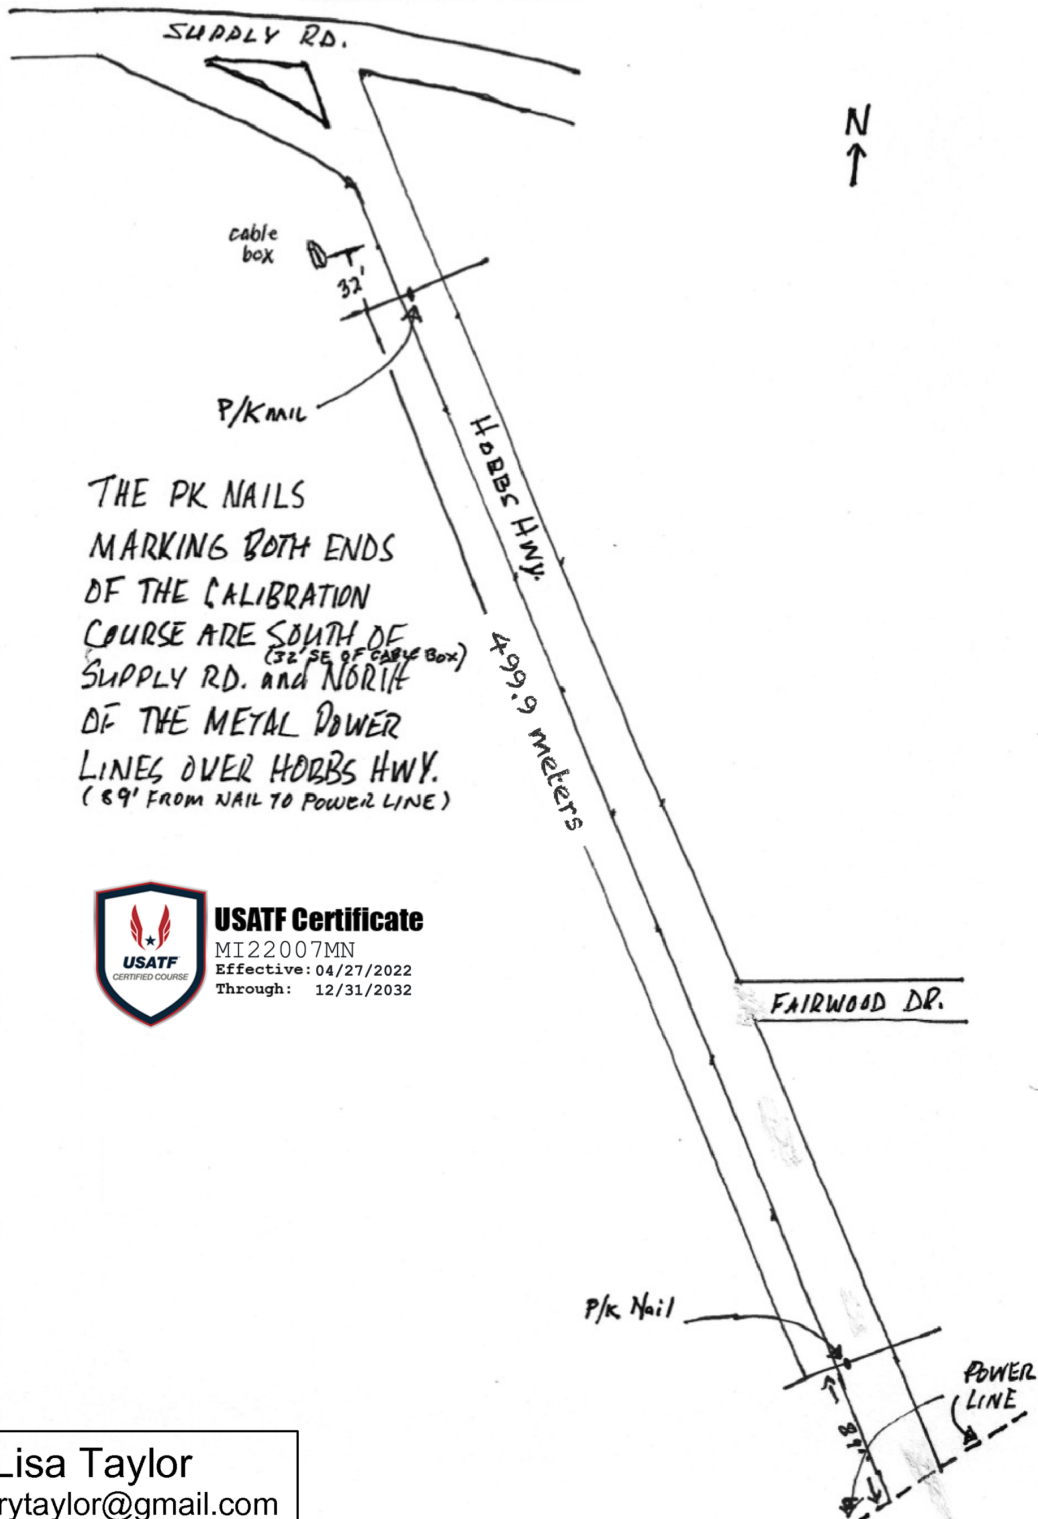 SUPPLY RD.
N
cable
box
32'
P/K NAIL
HOBBS HWY.
THE PK NAILS
MARKING BOTH ENDS
OF THE CALIBRATION
COURSE ARE SOUTH OF
(32' SE OF CABLE BOX)
SUPPLY RD. and NORTH
OF THE METAL POWER
LINES OVER HOBBS HWY.
(89' FROM NAIL TO POWER LINE)
499.9 meters
USATF
CERTIFIED COURSE
USATF Certificate
MI22007MN
Effective: 04/27/2022
Through: 12/31/2032
FAIRWOOD DR.
P/K Nail
POWER
LINE
89'
Lisa Taylor
rytaylor@gmail.com